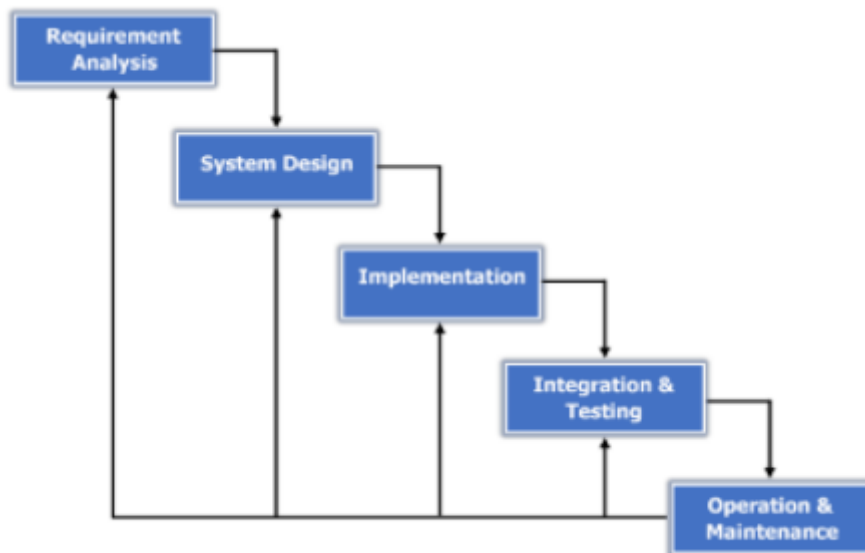 Requirement
Analysis
System Design
Implementation
Integration &
Testing
Operation &
Maintenance